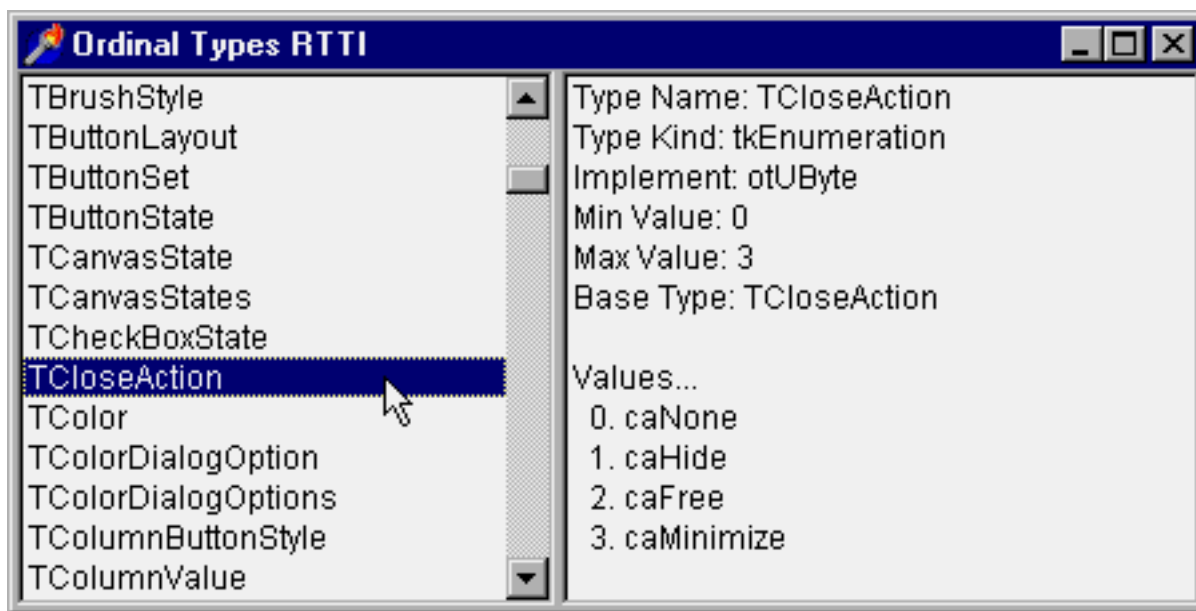 Ordinal Types RTTI
TBrushStyle
TButtonLayout
TButtonSet
TButtonState
TCanvasState
TCanvasStates
TCheckBoxState
TCloseAction
TColor
TColorDialogOption
TColorDialogOptions
TColumnButtonStyle
TColumnValue
Type Name: TCloseAction
Type Kind: tkEnumeration
Implement: otUByte
Min Value: 0
Max Value: 3
Base Type: TCloseAction
Values...
0. caNone
1. caHide
2. caFree
3. caMinimize